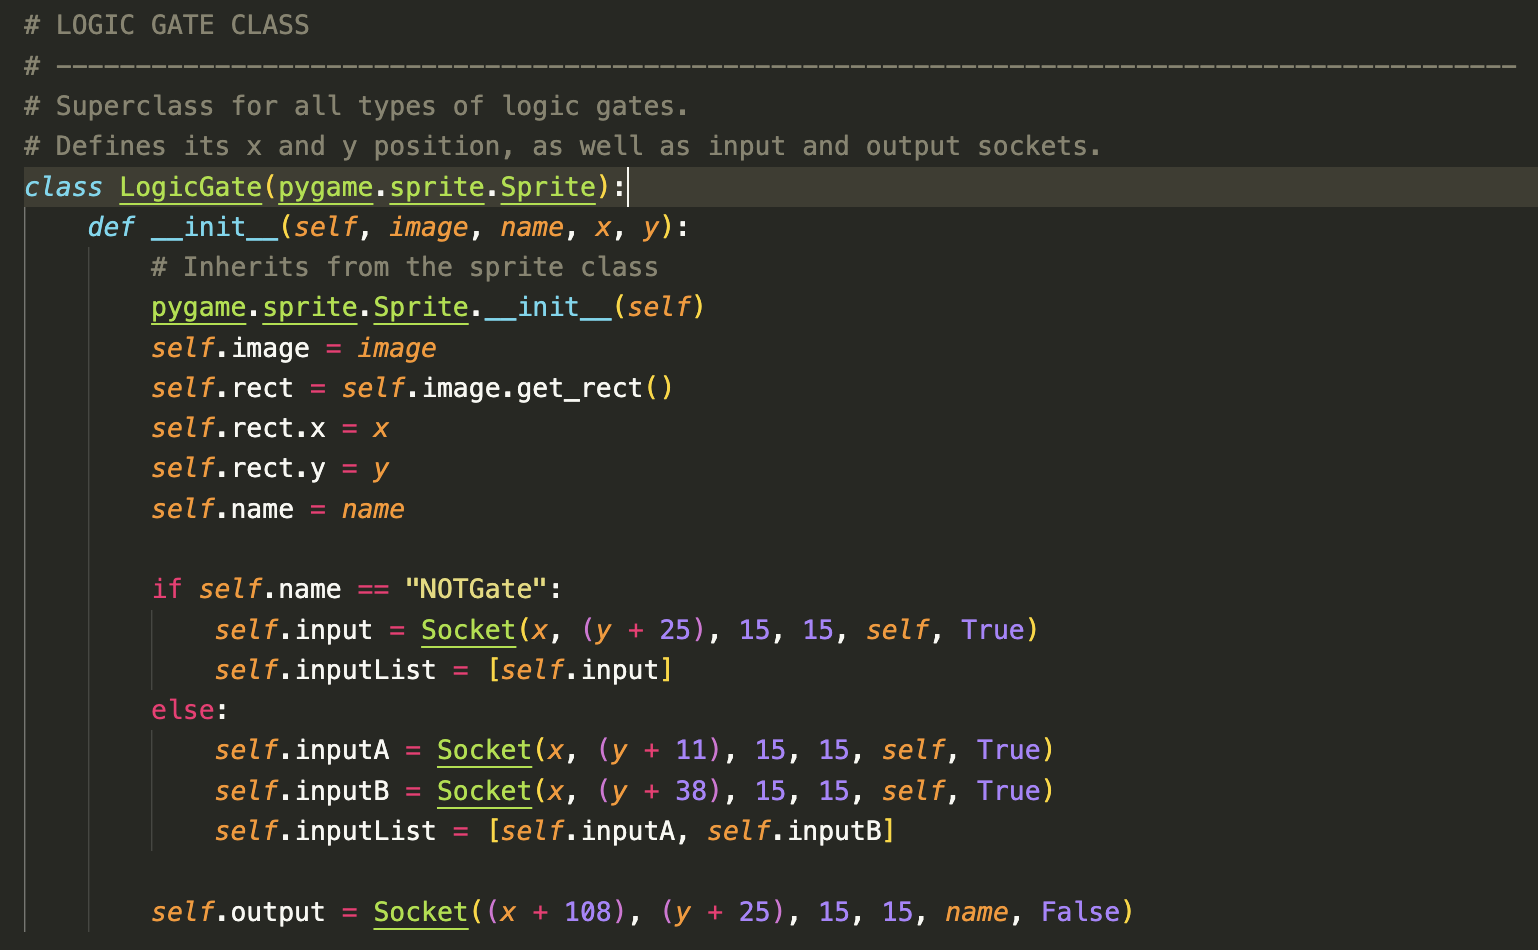 # LOGIC GATE CLASS
# --------------------------------------------------------------------------------------------
# Superclass for all types of logic gates.
# Defines its x and y position, as well as input and output sockets.
class LogicGate(pygame.sprite.Sprite):
    def __init__(self, image, name, x, y):
        # Inherits from the sprite class
        pygame.sprite.Sprite.__init__(self)
        self.image = image
        self.rect = self.image.get_rect()
        self.rect.x = x
        self.rect.y = y
        self.name = name

        if self.name == "NOTGate":
            self.input = Socket(x, (y + 25), 15, 15, self, True)
            self.inputList = [self.input]
        else:
            self.inputA = Socket(x, (y + 11), 15, 15, self, True)
            self.inputB = Socket(x, (y + 38), 15, 15, self, True)
            self.inputList = [self.inputA, self.inputB]

        self.output = Socket((x + 108), (y + 25), 15, 15, name, False)